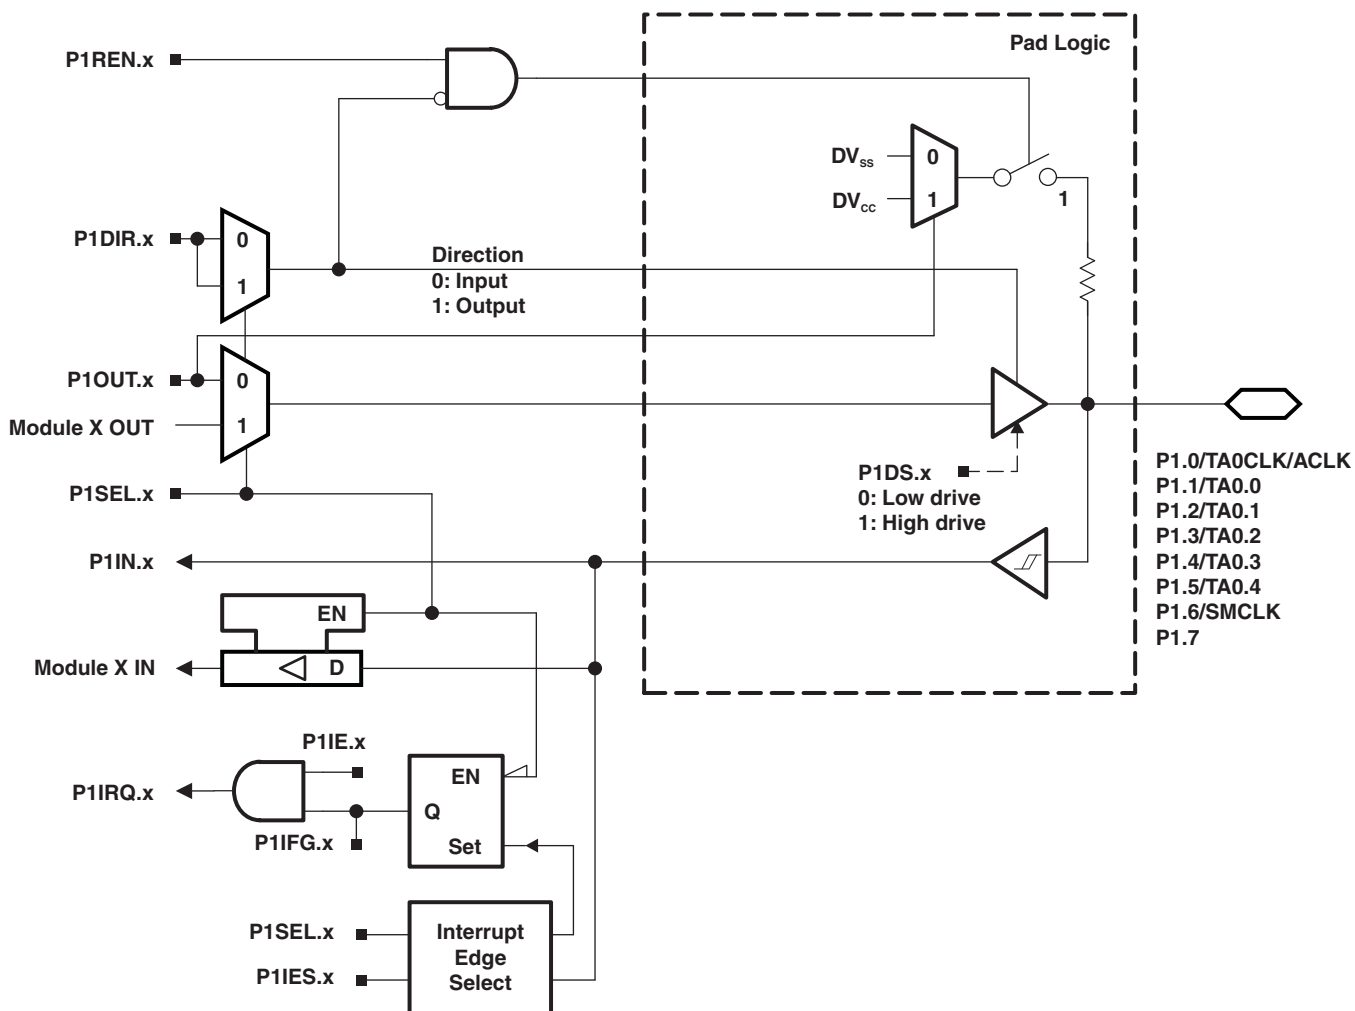 Pad Logic
P1REN.x
DVSS
0
DVCC
1
1
P1DIR.x
0
1
Direction
0: Input
1: Output
P1OUT.x
0
Module X OUT
1
P1SEL.x
P1DS.x
0: Low drive
1: High drive
P1.0/TA0CLK/ACLK
P1.1/TA0.0
P1.2/TA0.1
P1.3/TA0.2
P1.4/TA0.3
P1.5/TA0.4
P1.6/SMCLK
P1.7
P1IN.x
EN
Module X IN
D
P1IE.x
P1IRQ.x
EN
Q
P1IFG.x
Set
P1SEL.x
P1IES.x
Interrupt
Edge
Select